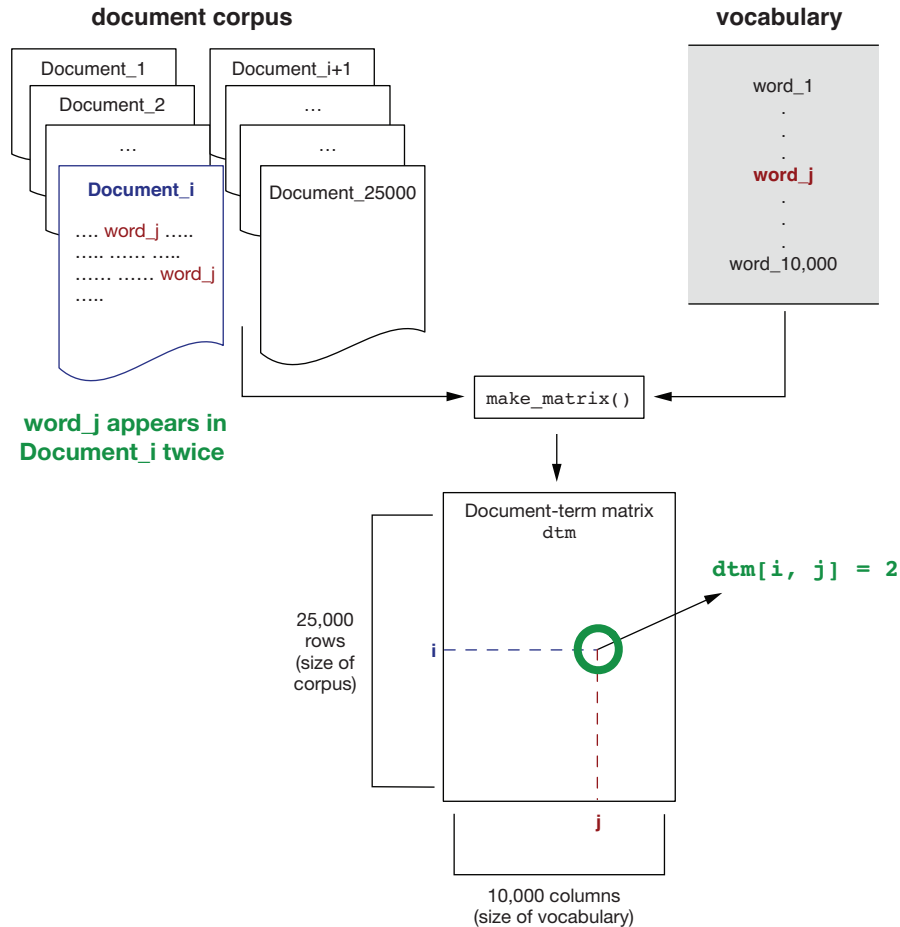 document corpus
vocabulary
Document_1
Document_2
...
Document_i
.... word_j .....
..... ...... .....
...... ...... word_j
.....
Document_i+1
...
...
Document_25000
word_1
.
.
.
word_j
.
.
.
word_10,000
make_matrix()
word_j appears in
Document_i twice
Document-term matrix
dtm
dtm[i, j] = 2
25,000
rows
(size of
corpus)
i
j
10,000 columns
(size of vocabulary)